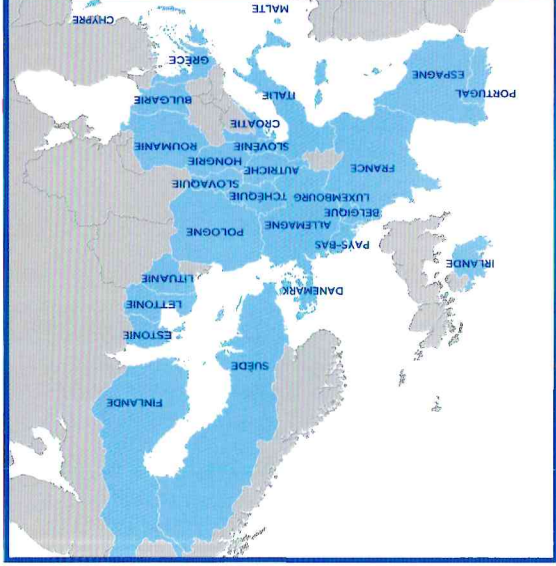 FINLANDE
SUÈDE
ESTONIE
LETTONIE
DANEMARK
LITUANIE
IRLANDE
PAYS-BAS
POLOGNE
ALLEMAGNE
BELGIQUE
LUXEMBOURG
TCHÉQUIE
SLOVAQUIE
FRANCE
AUTRICHE
HONGRIE
SLOVÉNIE
ROUMANIE
CROATIE
ITALIE
BULGARIE
PORTUGAL
ESPAGNE
GRÈCE
CHYPRE
MALTE